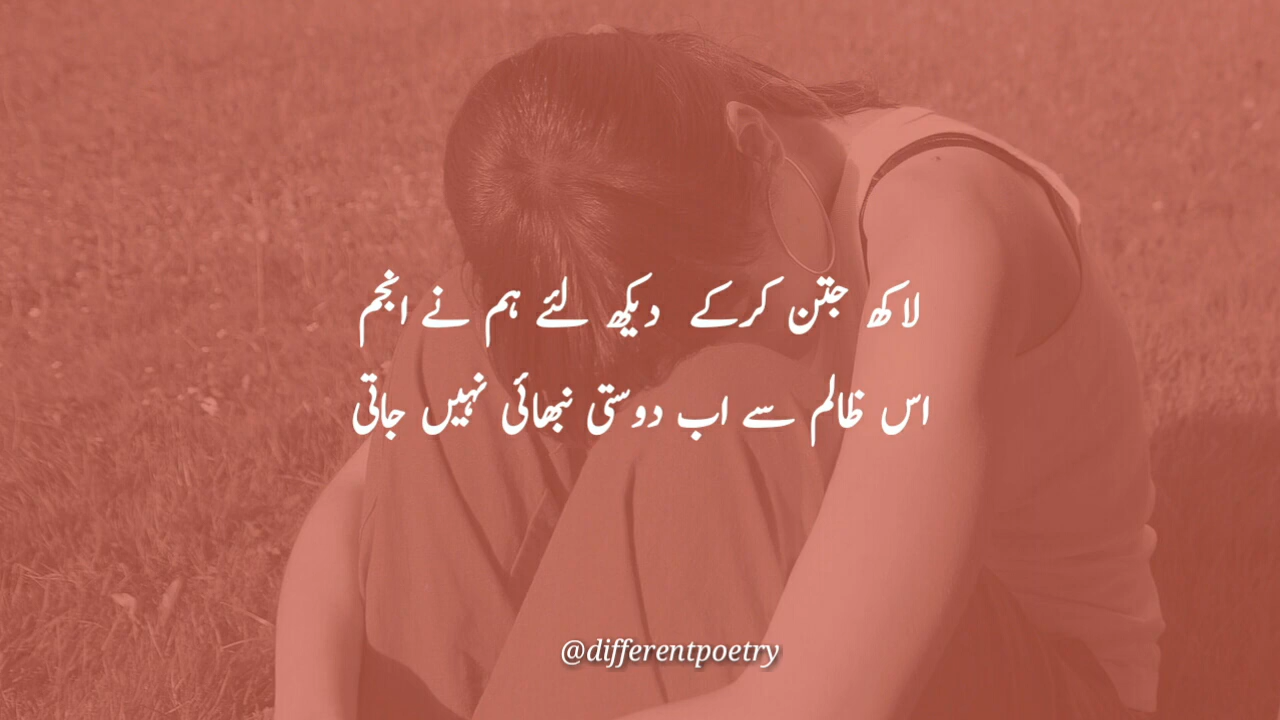 لاکھ جتن کرکے دیکھ لئے ہم نے انجم
اس ظالم سے اب دوستی نبھائی نہیں جاتی
@differentpoetry